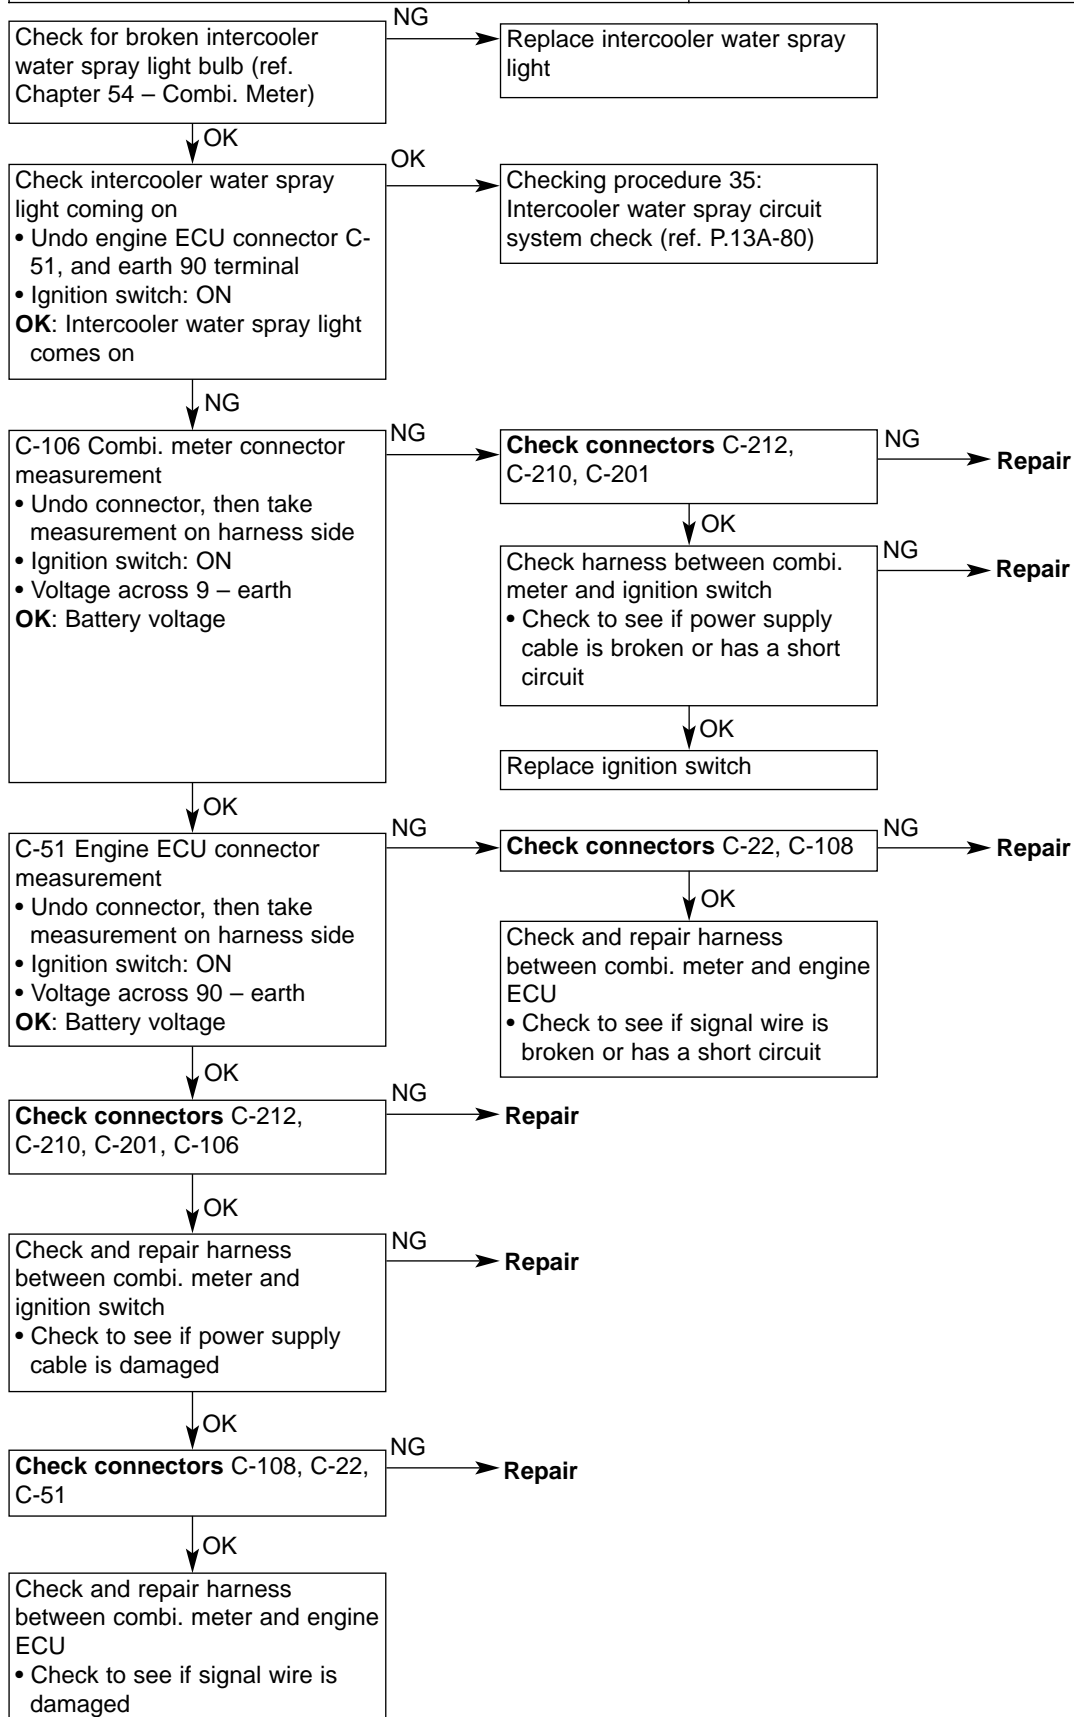 Check for broken intercooler
water spray light bulb (ref.
Chapter 54 – Combi. Meter)
NG
Replace intercooler water spray
light
OK
Check intercooler water spray
light coming on
• Undo engine ECU connector C-
51, and earth 90 terminal
• Ignition switch: ON
OK: Intercooler water spray light
comes on
OK
Checking procedure 35:
Intercooler water spray circuit
system check (ref. P.13A-80)
NG
C-106 Combi. meter connector
measurement
• Undo connector, then take
measurement on harness side
• Ignition switch: ON
• Voltage across 9 – earth
OK: Battery voltage
NG
Check connectors C-212,
C-210, C-201
NG
Repair
OK
Check harness between combi.
meter and ignition switch
• Check to see if power supply
cable is broken or has a short
circuit
NG
Repair
OK
Replace ignition switch
OK
C-51 Engine ECU connector
measurement
• Undo connector, then take
measurement on harness side
• Ignition switch: ON
• Voltage across 90 – earth
OK: Battery voltage
NG
Check connectors C-22, C-108
NG
Repair
OK
Check and repair harness
between combi. meter and engine
ECU
• Check to see if signal wire is
broken or has a short circuit
OK
Check connectors C-212,
C-210, C-201, C-106
NG
Repair
OK
Check and repair harness
between combi. meter and
ignition switch
• Check to see if power supply
cable is damaged
NG
Repair
OK
Check connectors C-108, C-22,
C-51
NG
Repair
OK
Check and repair harness
between combi. meter and engine
ECU
• Check to see if signal wire is
damaged